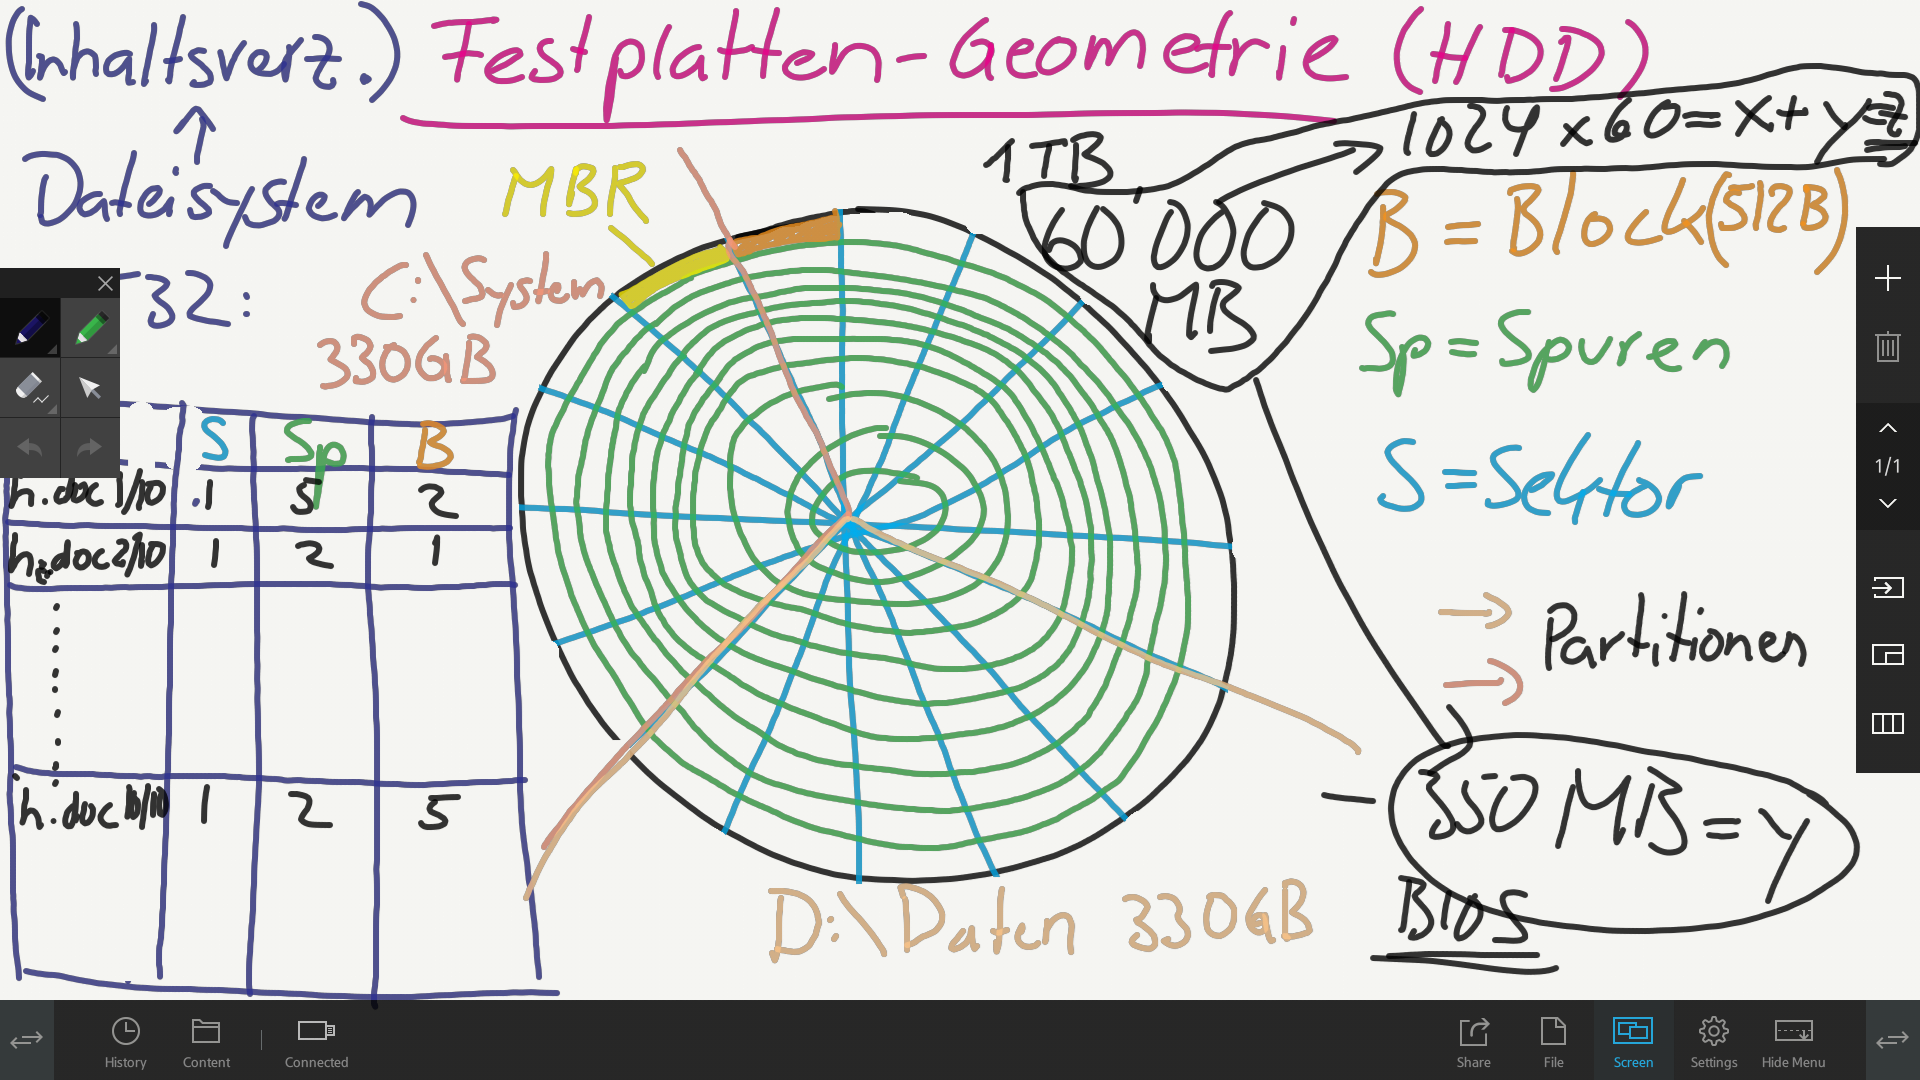 (Inhaltsverz.) Festplatten-Geometrie (HDD)
Dateisystem
MBR
1TB
1024 x 60 = x + y = z
60'000
MB
B = Block (512B)
32:
C:\System
330GB
Sp = Spuren
S = Sektor
S Sp B
h.doc 1/10 1 5 2
h.doc 2/10 1 2 1
h.doc 10/10 1 2 5
Partitionen
350 MB = y
BIOS
D:\Daten 330GB
1/1
History
Content
Connected
Share
File
Screen
Settings
Hide Menu